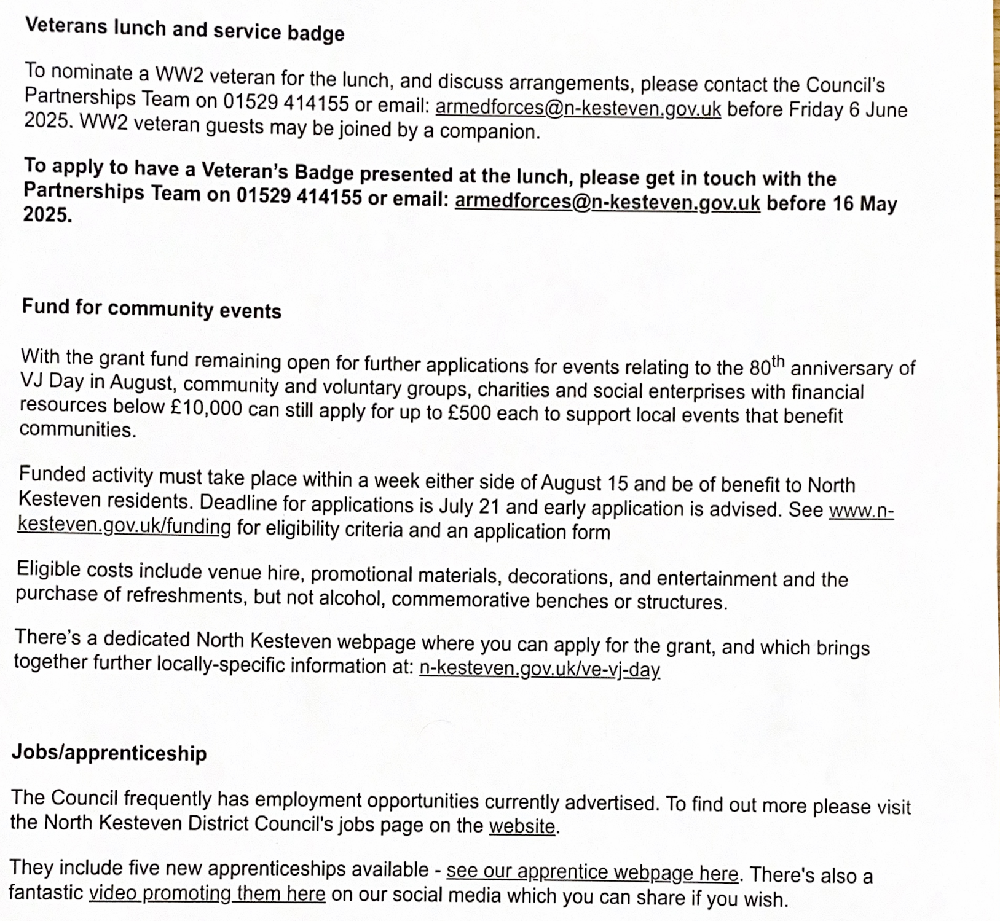 Veterans lunch and service badge
To nominate a WW2 veteran for the lunch, and discuss arrangements, please contact the Council's
Partnerships Team on 01529 414155 or email: armedforces@n-kesteven.gov.uk before Friday 6 June
2025. WW2 veteran guests may be joined by a companion.
To apply to have a Veteran's Badge presented at the lunch, please get in touch with the
Partnerships Team on 01529 414155 or email: armedforces@n-kesteven.gov.uk before 16 May
2025.
Fund for community events
With the grant fund remaining open for further applications for events relating to the 80th anniversary of
VJ Day in August, community and voluntary groups, charities and social enterprises with financial
resources below £10,000 can still apply for up to £500 each to support local events that benefit
communities.
Funded activity must take place within a week either side of August 15 and be of benefit to North
Kesteven residents. Deadline for applications is July 21 and early application is advised. See www.n-
kesteven.gov.uk/funding for eligibility criteria and an application form
Eligible costs include venue hire, promotional materials, decorations, and entertainment and the
purchase of refreshments, but not alcohol, commemorative benches or structures.
There's a dedicated North Kesteven webpage where you can apply for the grant, and which brings
together further locally-specific information at: n-kesteven.gov.uk/ve-vj-day
Jobs/apprenticeship
The Council frequently has employment opportunities currently advertised. To find out more please visit
the North Kesteven District Council's jobs page on the website.
They include five new apprenticeships available - see our apprentice webpage here. There's also a
fantastic video promoting them here on our social media which you can share if you wish.